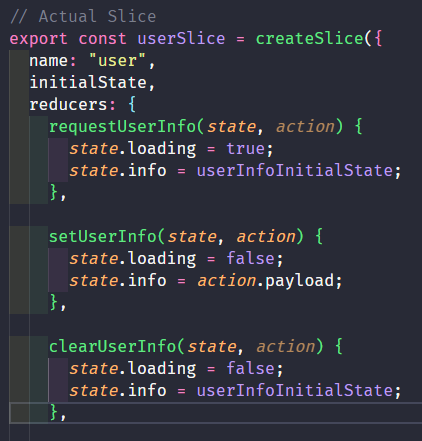 // Actual Slice
export const userSlice = createSlice({
  name: "user",
  initialState,
  reducers: {
    requestUserInfo(state, action) {
      state.loading = true;
      state.info = userInfoInitialState;
    },

    setUserInfo(state, action) {
      state.loading = false;
      state.info = action.payload;
    },

    clearUserInfo(state, action) {
      state.loading = false;
      state.info = userInfoInitialState;
    },